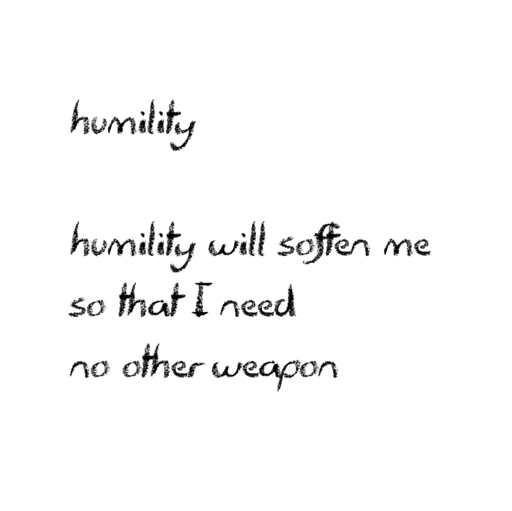 humility
humility will soften me
so that I need
no other weapon